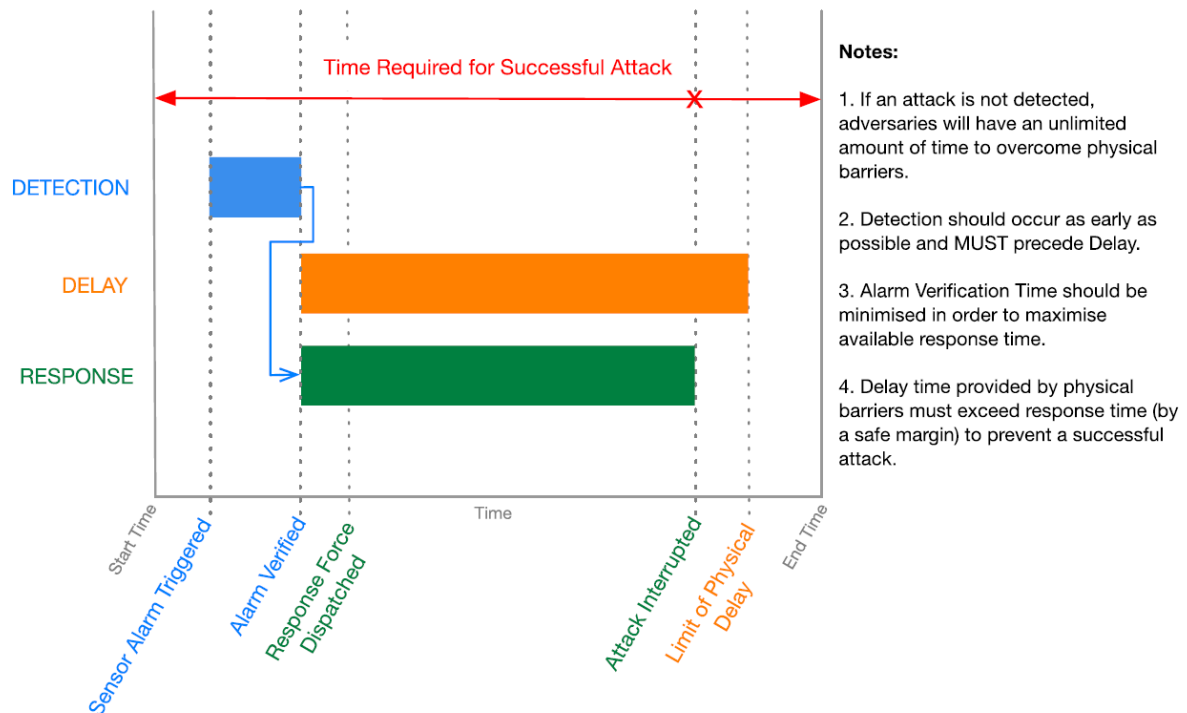 Time Required for Successful Attack
DETECTION
DELAY
RESPONSE
Start Time
Sensor Alarm Triggered
Alarm Verified
Response Force
Dispatched
Time
Attack Interrupted
Limit of Physical
Delay
End Time
Notes:
1. If an attack is not detected,
adversaries will have an unlimited
amount of time to overcome physical
barriers.
2. Detection should occur as early as
possible and MUST precede Delay.
3. Alarm Verification Time should be
minimised in order to maximise
available response time.
4. Delay time provided by physical
barriers must exceed response time (by
a safe margin) to prevent a successful
attack.